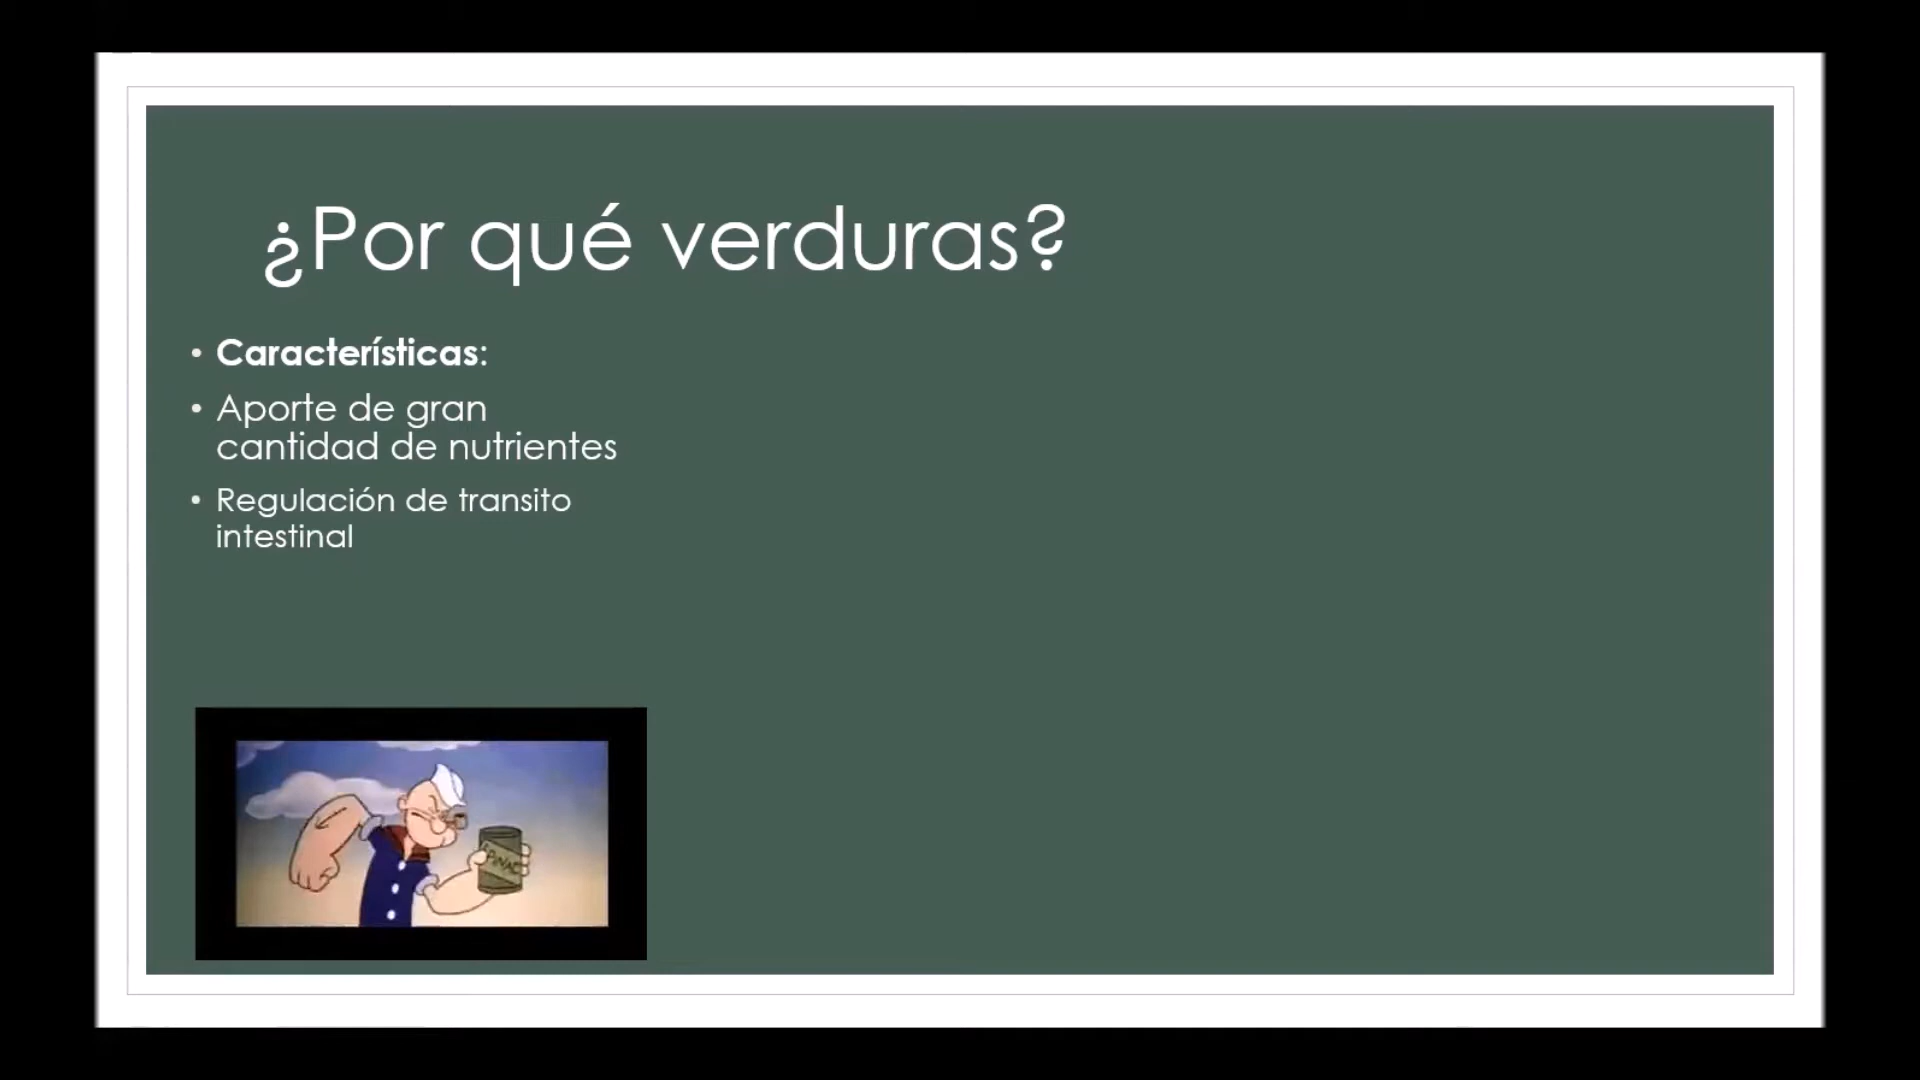 ¿Por qué verduras?
• Características:
• Aporte de gran
cantidad de nutrientes
• Regulación de transito
intestinal